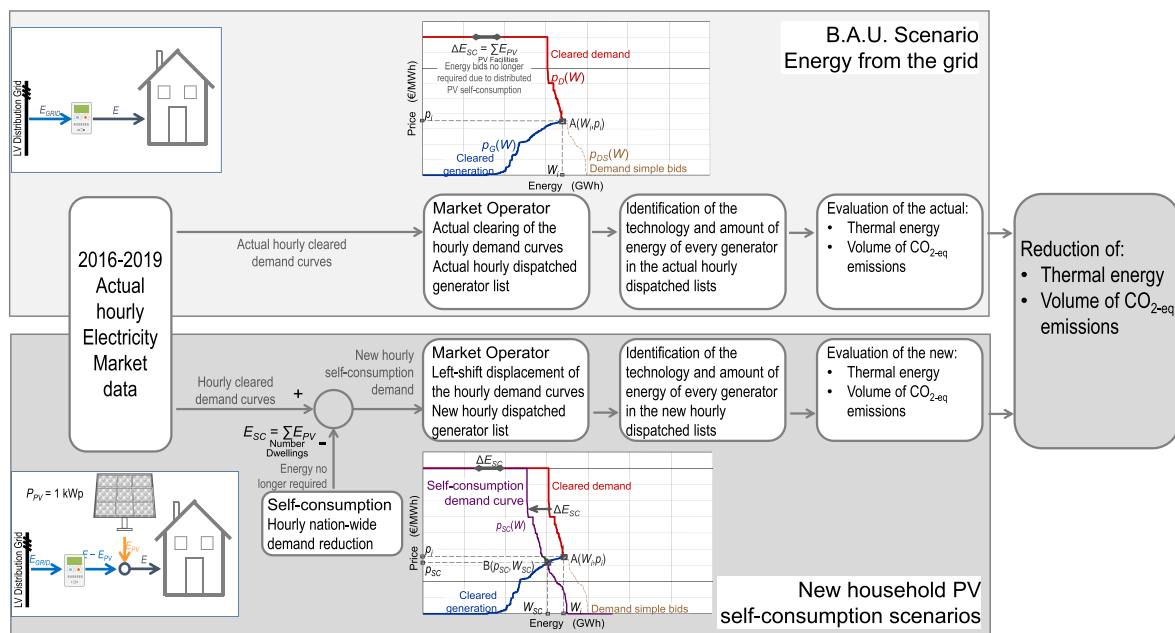 B.A.U. Scenario
Energy from the grid
LV Distribution Grid
E_GRID
E
Price (€/MWh)
ΔE_SC = ∑E_PV
PV Facilities
Energy bids no longer
required due to distributed
PV self-consumption
Cleared demand
p_D(W)
p_i
A(W_i,p_i)
p_G(W)
Cleared
generation
p_DS(W)
Demand simple bids
W_i
Energy (GWh)
2016-2019
Actual
hourly
Electricity
Market
data
Actual hourly cleared
demand curves
Market Operator
Actual clearing of the
hourly demand curves
Actual hourly dispatched
generator list
Identification of the
technology and amount of
energy of every generator
in the actual hourly
dispatched lists
Evaluation of the actual:
• Thermal energy
• Volume of CO2-eq
emissions
Reduction of:
• Thermal energy
• Volume of CO2-eq
emissions
Hourly cleared
demand curves
+
New hourly
self-consumption
demand
E_SC = ∑E_PV
Number
Dwellings
-
Energy no
longer required
Self-consumption
Hourly nation-wide
demand reduction
Market Operator
Left-shift displacement of
the hourly demand curves
New hourly dispatched
generator list
Identification of the
technology and amount of
energy of every generator
in the new hourly
dispatched lists
Evaluation of the new:
• Thermal energy
• Volume of CO2-eq
emissions
P_PV = 1 kWp
LV Distribution Grid
E_GRID
E – E_PV
E_PV
E
Price (€/MWh)
ΔE_SC
Self-consumption
demand curve
Cleared demand
ΔE_SC
p_SC(W)
p_i
p_SC
B(p_SC,W_SC)
A(W_i,p_i)
Cleared
generation
W_SC
W_i
Demand simple bids
Energy (GWh)
New household PV
self-consumption scenarios